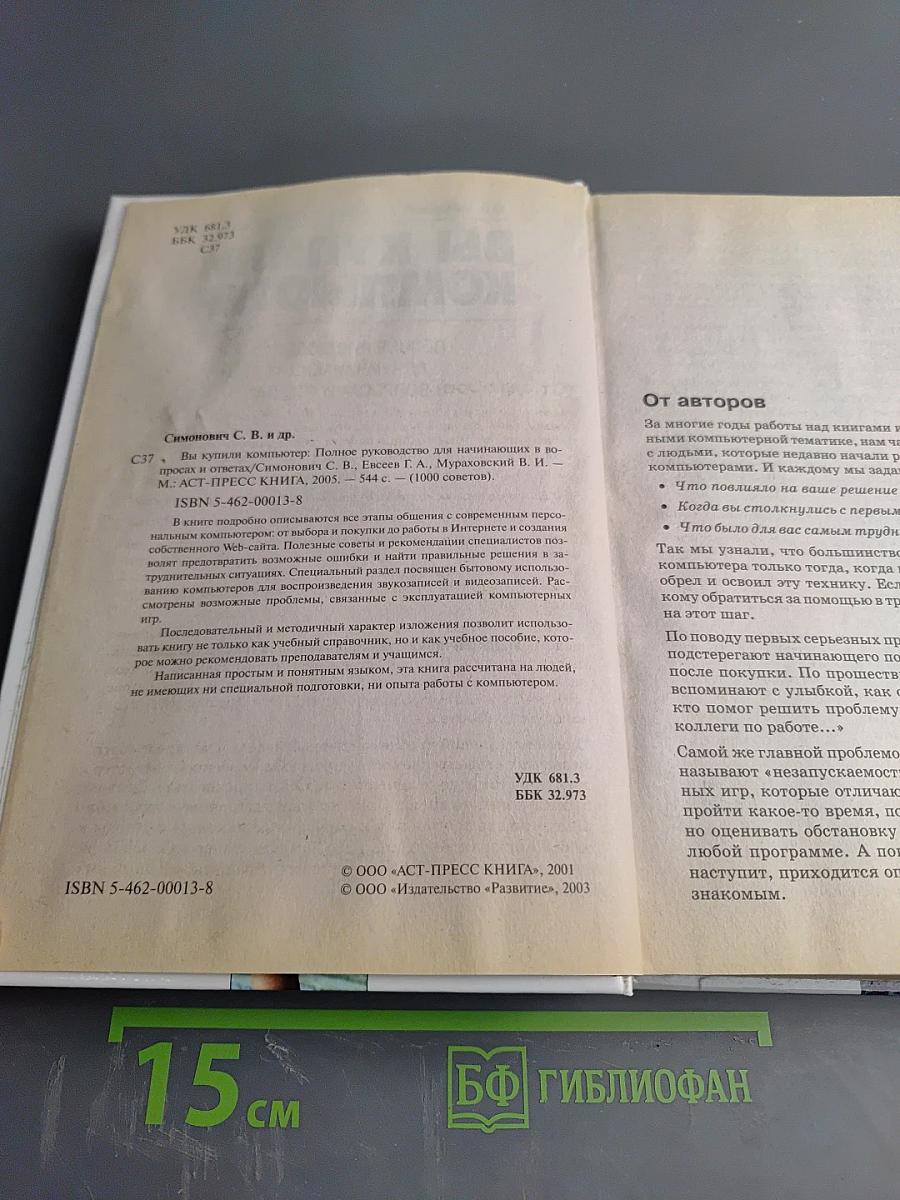 УДК 681.3
ББК 32.973
С37
Симонович С. В. и др.
С37 Вы купили компьютер: Полное руководство для начинающих в во-
просах и ответах/Симонович С. В., Евсеев Г. А., Мураховский В. И. —
М.: АСТ-ПРЕСС КНИГА, 2005. — 544 с. — (1000 советов).
ISBN 5-462-00013-8
В книге подробно описываются все этапы общения с современным персо-
нальным компьютером: от выбора и покупки до работы в Интернете и создания
собственного Web-сайта. Полезные советы и рекомендации специалистов поз-
волят предотвратить возможные ошибки и найти правильные решения в за-
труднительных ситуациях. Специальный раздел посвящен бытовому использо-
ванию компьютеров для воспроизведения звукозаписей и видеозаписей. Рас-
смотрены возможные проблемы, связанные с эксплуатацией компьютерных
игр.
Последовательный и методичный характер изложения позволит использо-
вать книгу не только как учебный справочник, но и как учебное пособие, кото-
рое можно рекомендовать преподавателям и учащимся.
Написанная простым и понятным языком, эта книга рассчитана на людей,
не имеющих ни специальной подготовки, ни опыта работы с компьютером.
УДК 681.3
ББК 32.973
ISBN 5-462-00013-8
© ООО «АСТ-ПРЕСС КНИГА», 2001
© ООО «Издательство «Развитие», 2003
От авторов
За многие годы работы над книгами и
ными компьютерной тематике, нам ча
с людьми, которые недавно начали р
компьютерами. И каждому мы зада
• Что повлияло на ваше решение
• Когда вы столкнулись с первым
• Что было для вас самым трудн
Так мы узнали, что большинство
компьютера только тогда, когда
обрел и освоил эту технику. Есл
кому обратиться за помощью в тр
на этот шаг.
По поводу первых серьезных пр
подстерегают начинающего по
после покупки. По прошеств
вспоминают с улыбкой, как
кто помог решить проблему
коллеги по работе...»
Самой же главной проблемо
называют «незапускаемост
ных игр, которые отличаю
пройти какое-то время, по
но оценивать обстановку
любой программе. А по
наступит, приходится оп
знакомым.
15 см
БФ ГИБЛИОФАН